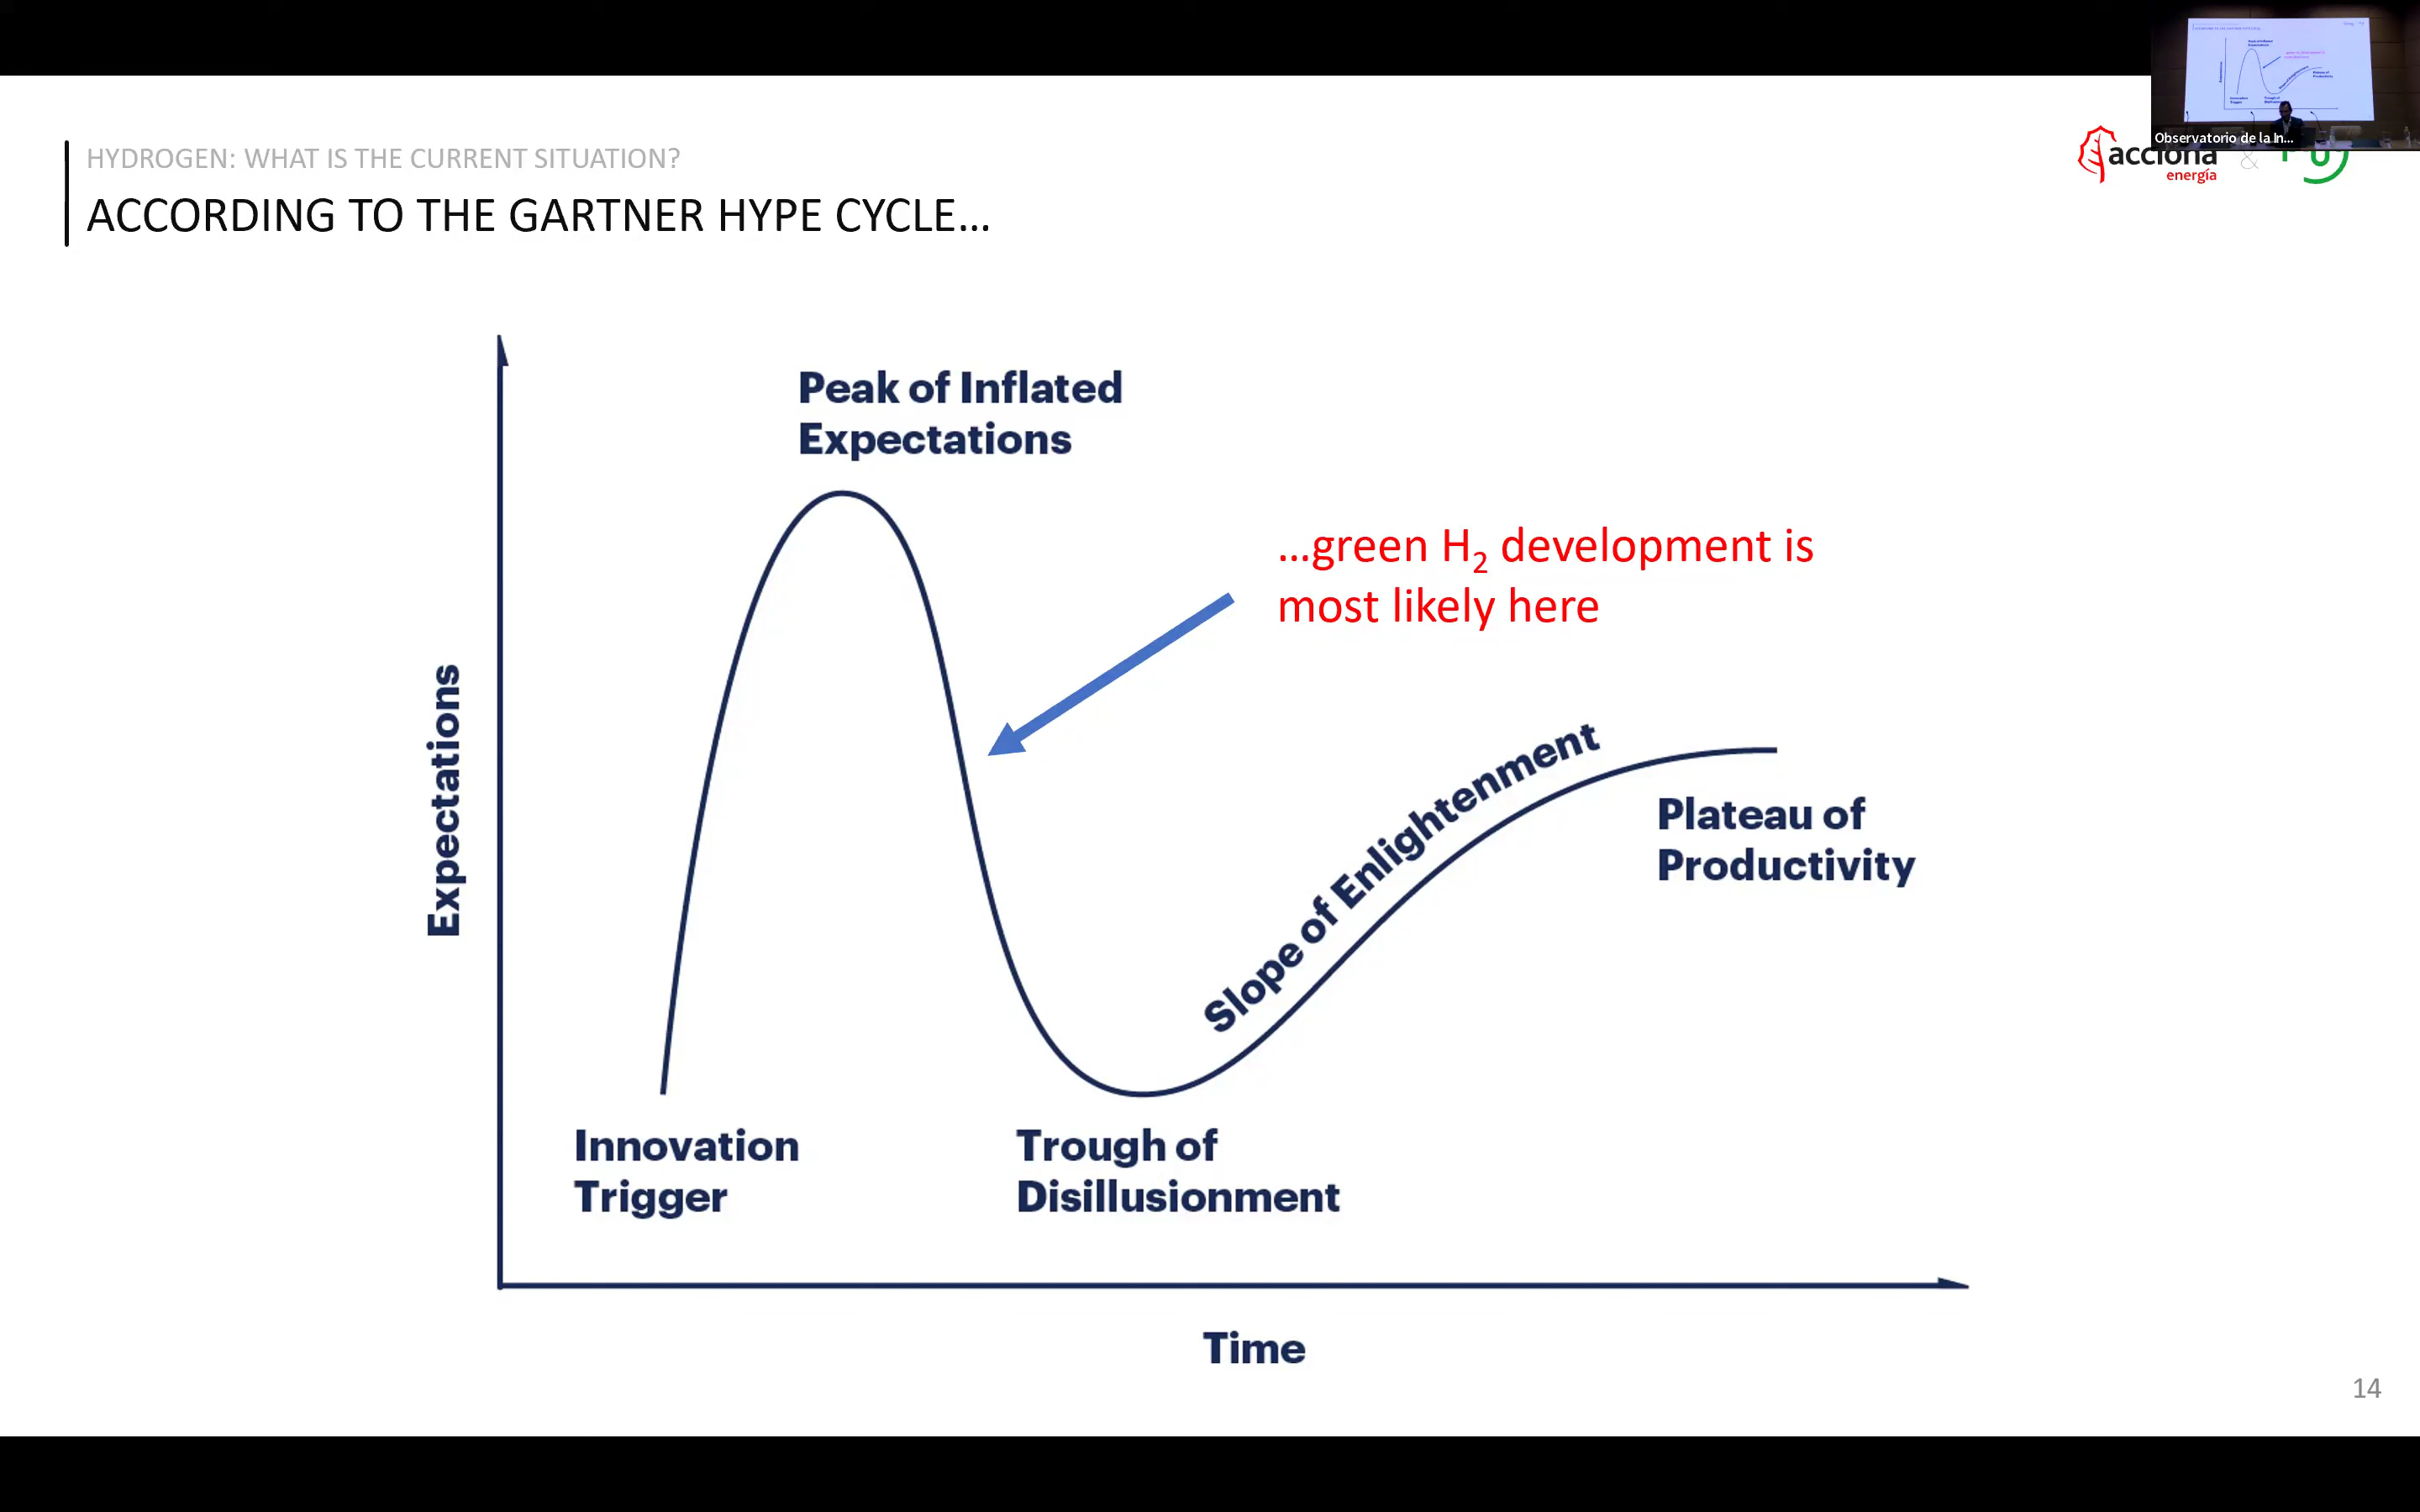 HYDROGEN: WHAT IS THE CURRENT SITUATION?
ACCORDING TO THE GARTNER HYPE CYCLE...
Observatorio de la In...
acciona
energía
&
Peak of Inflated
Expectations
...green H₂ development is
most likely here
Expectations
Slope of Enlightenment
Plateau of
Productivity
Innovation
Trigger
Trough of
Disillusionment
Time
14